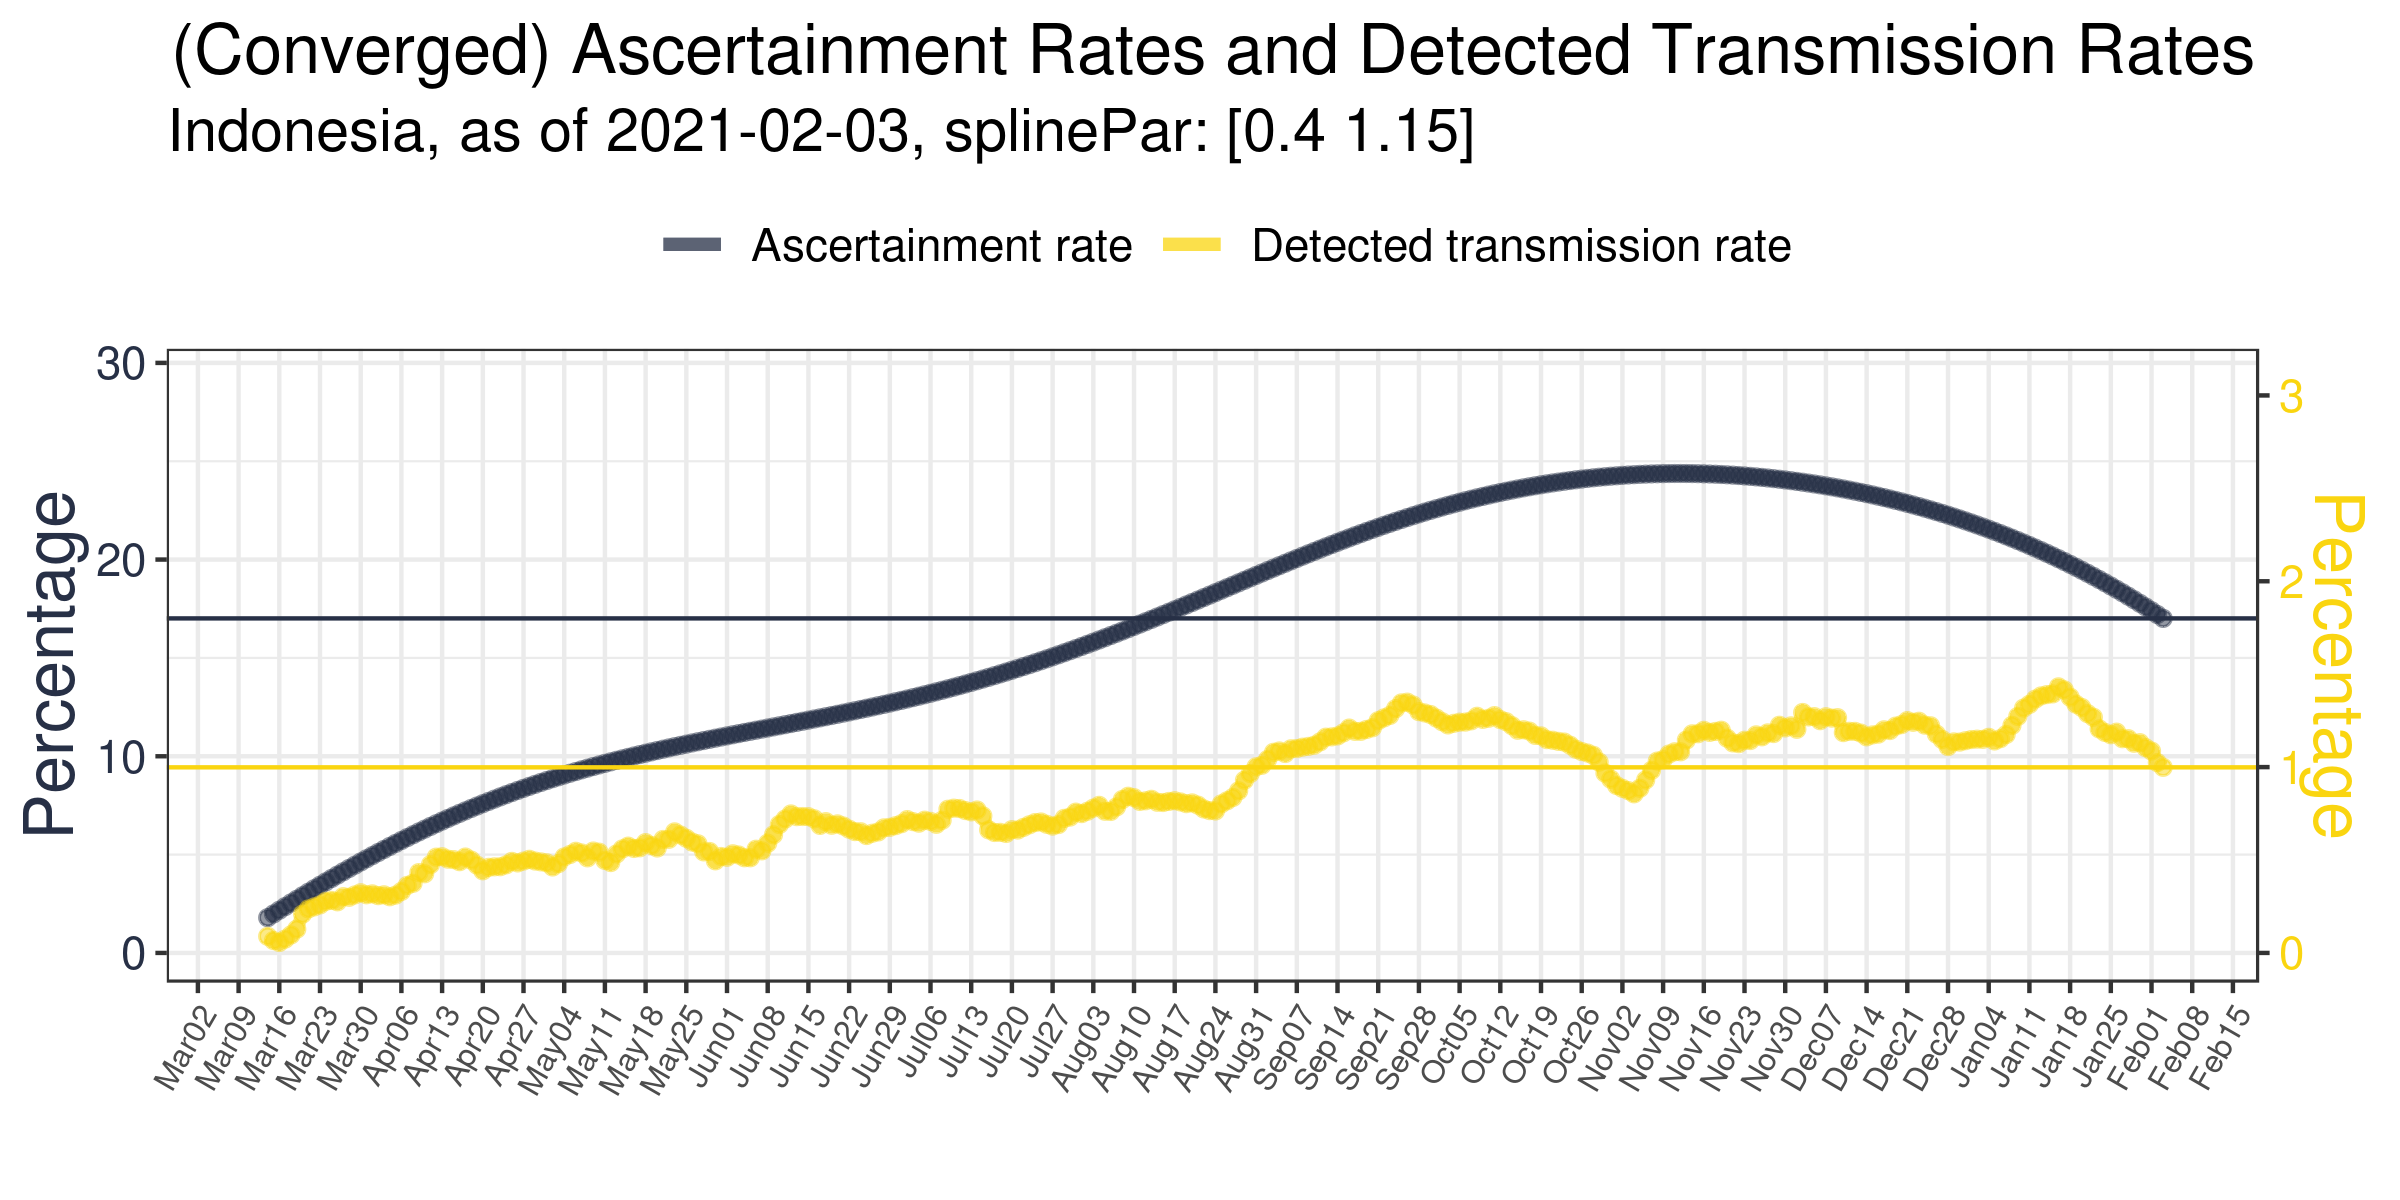 (Converged) Ascertainment Rates and Detected Transmission Rates
Indonesia, as of 2021-02-03, splinePar: [0.4 1.15]
Ascertainment rate
Detected transmission rate
Percentage
30
20
10
0
3
2
1
0
Percentage
Mar02
Mar09
Mar16
Mar23
Mar30
Apr06
Apr13
Apr20
Apr27
May04
May11
May18
May25
Jun01
Jun08
Jun15
Jun22
Jun29
Jul06
Jul13
Jul20
Jul27
Aug03
Aug10
Aug17
Aug24
Aug31
Sep07
Sep14
Sep21
Sep28
Oct05
Oct12
Oct19
Oct26
Nov02
Nov09
Nov16
Nov23
Nov30
Dec07
Dec14
Dec21
Dec28
Jan04
Jan11
Jan18
Jan25
Feb01
Feb08
Feb15